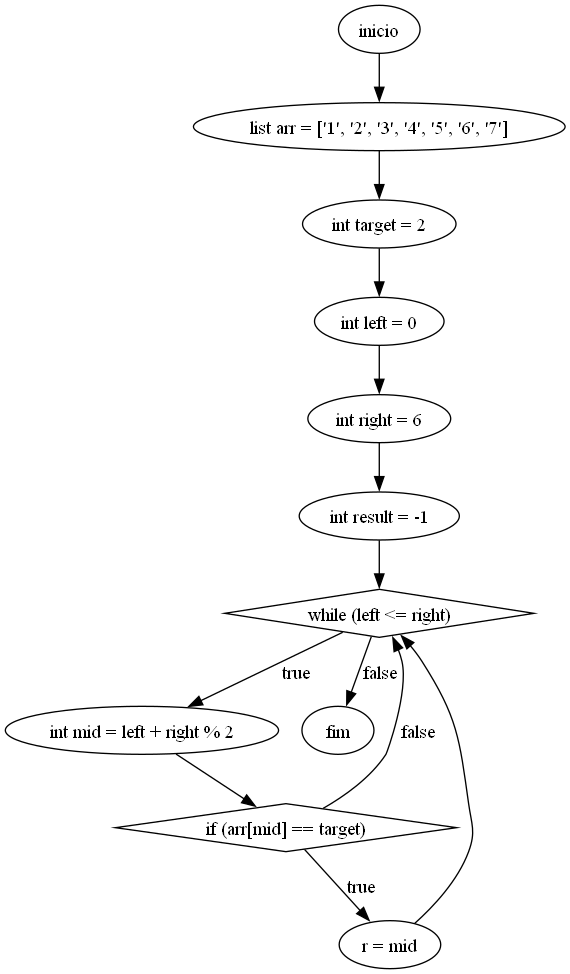 inicio
list arr = ['1', '2', '3', '4', '5', '6', '7']
int target = 2
int left = 0
int right = 6
int result = -1
while (left <= right)
true
false
int mid = left + right % 2
fim
false
if (arr[mid] == target)
true
r = mid